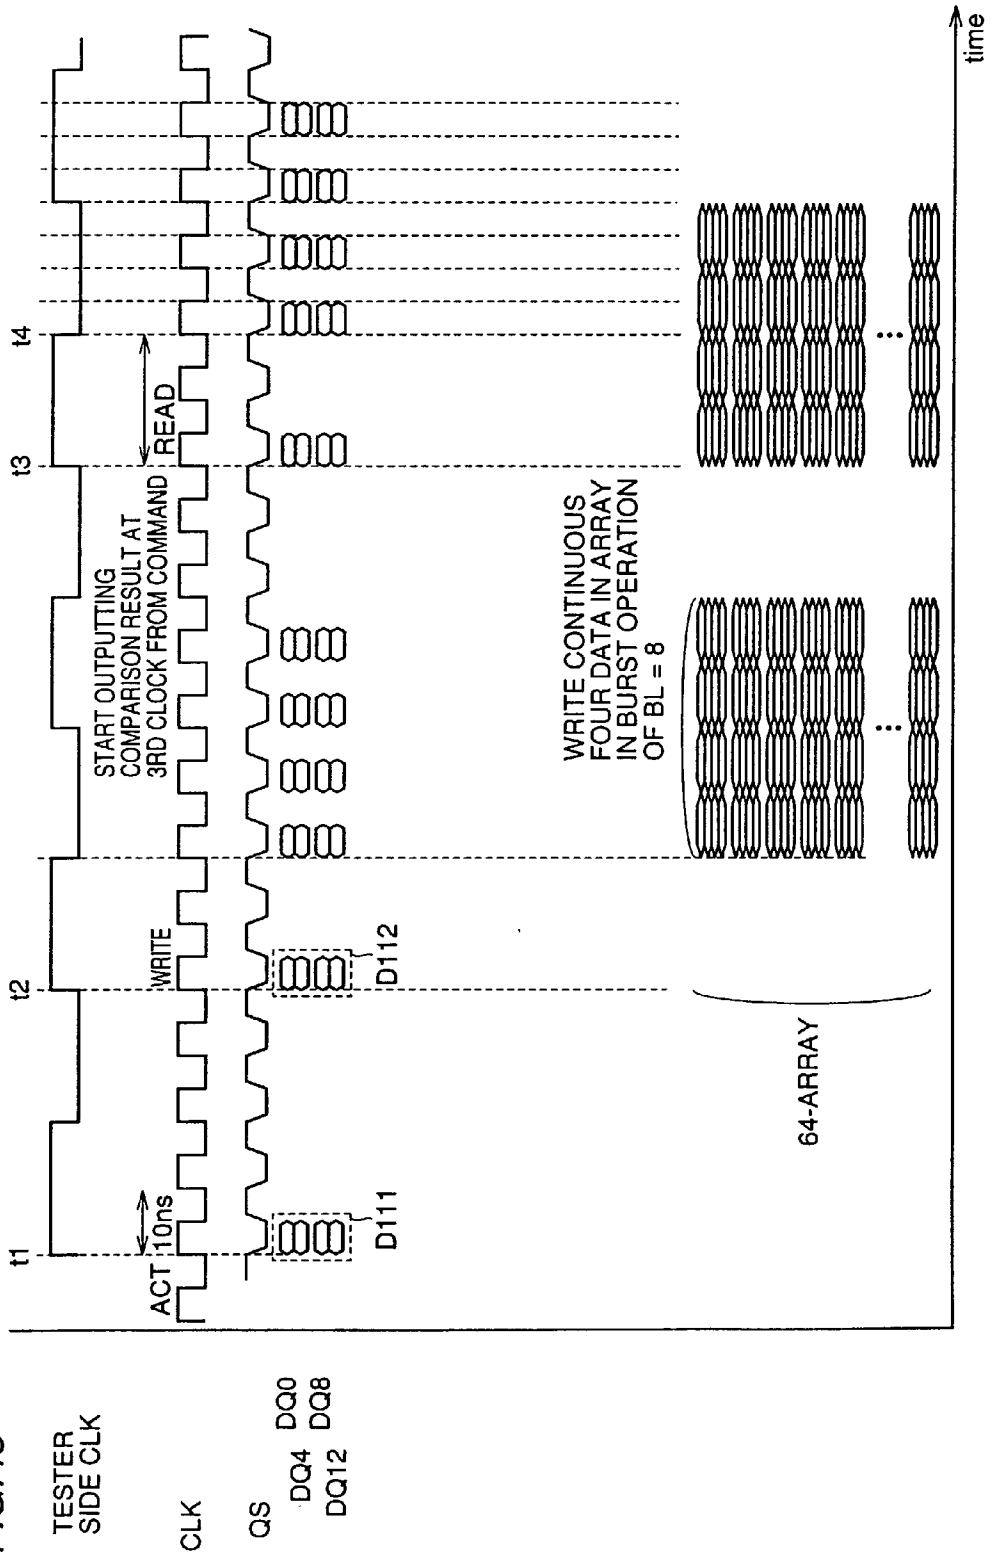 TESTER
SIDE CLK
CLK
QS
DQ4 DQ0
DQ12 DQ8
t1
t2
t3
t4
ACT
10ns
WRITE
START OUTPUTTING
COMPARISON RESULT AT
3RD CLOCK FROM COMMAND
READ
D111
D112
WRITE CONTINUOUS
FOUR DATA IN ARRAY
IN BURST OPERATION
OF BL = 8
64-ARRAY
time